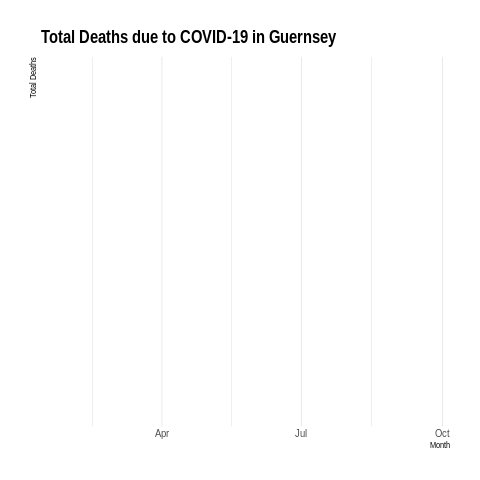 Total Deaths due to COVID-19 in Guernsey
Total Deaths
Apr
Jul
Oct
Month